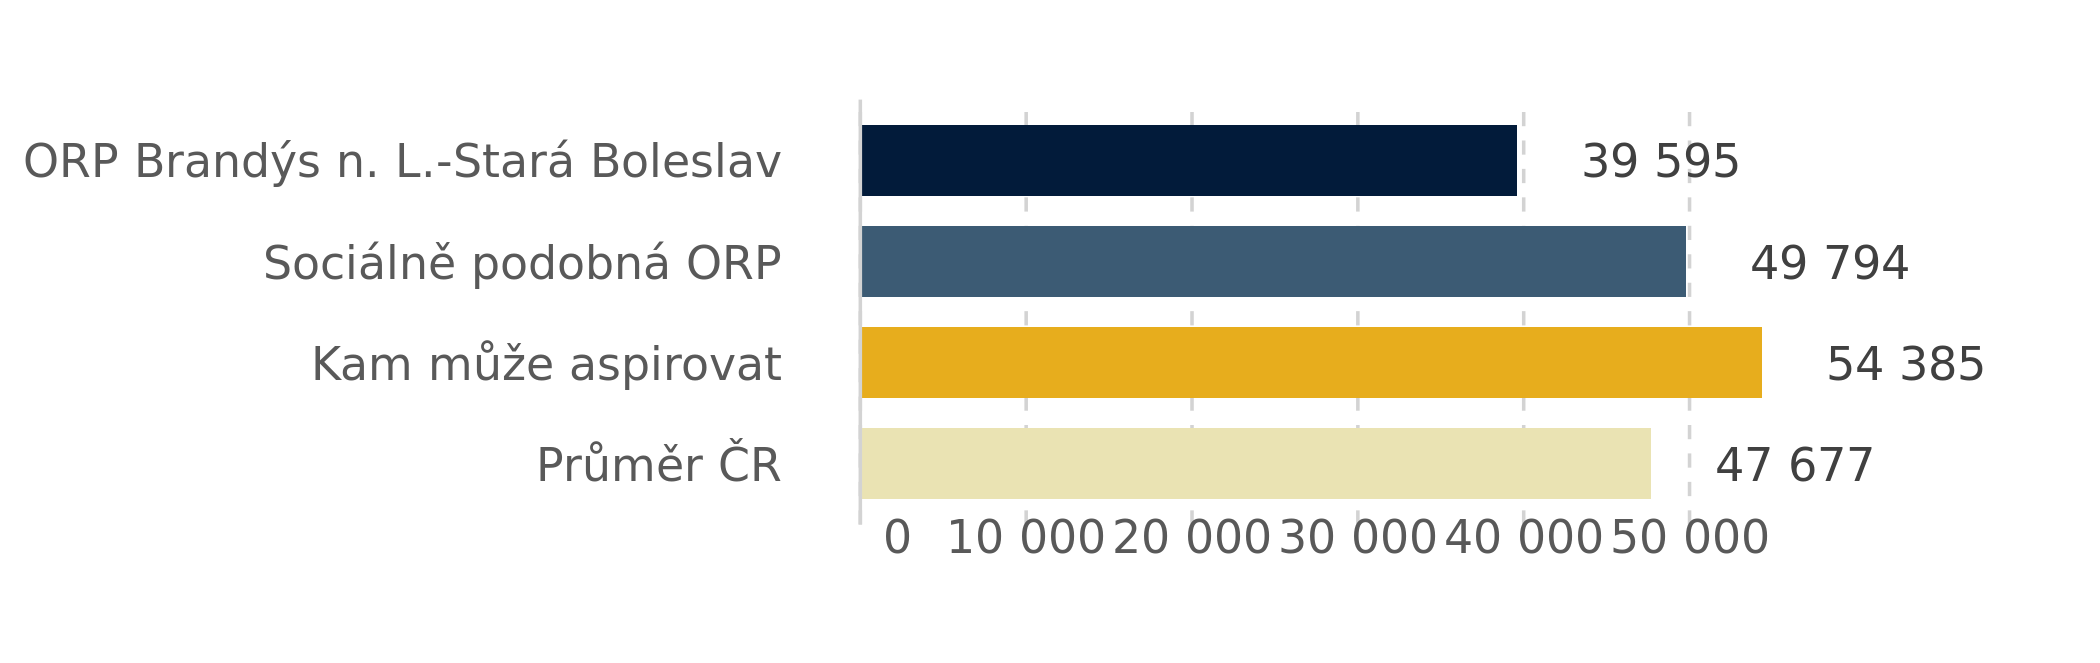 ORP Brandýs n. L.-Stará Boleslav 39 595
Sociálně podobná ORP 49 794
Kam může aspirovat 54 385
Průměr ČR 47 677
0 10 000 20 000 30 000 40 000 50 000